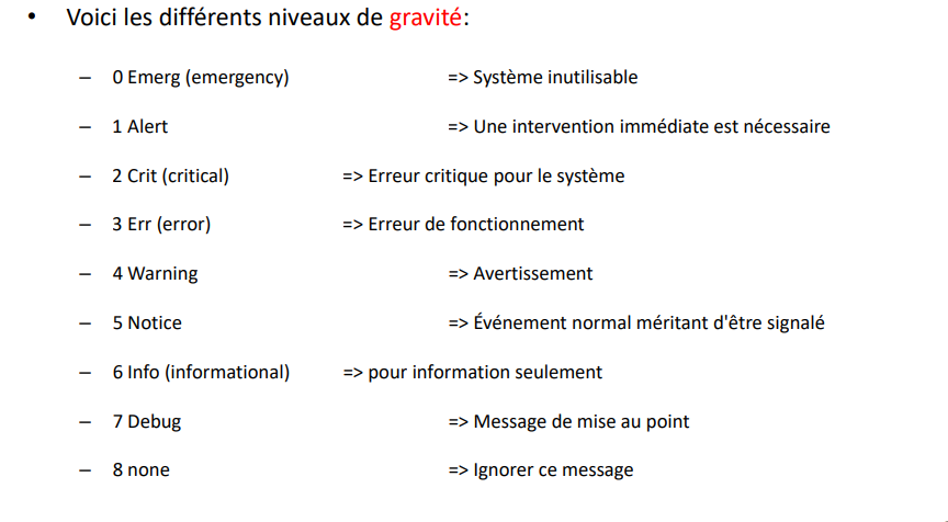 • Voici les différents niveaux de gravité:
– 0 Emerg (emergency) => Système inutilisable
– 1 Alert => Une intervention immédiate est nécessaire
– 2 Crit (critical) => Erreur critique pour le système
– 3 Err (error) => Erreur de fonctionnement
– 4 Warning => Avertissement
– 5 Notice => Événement normal méritant d'être signalé
– 6 Info (informational) => pour information seulement
– 7 Debug => Message de mise au point
– 8 none => Ignorer ce message